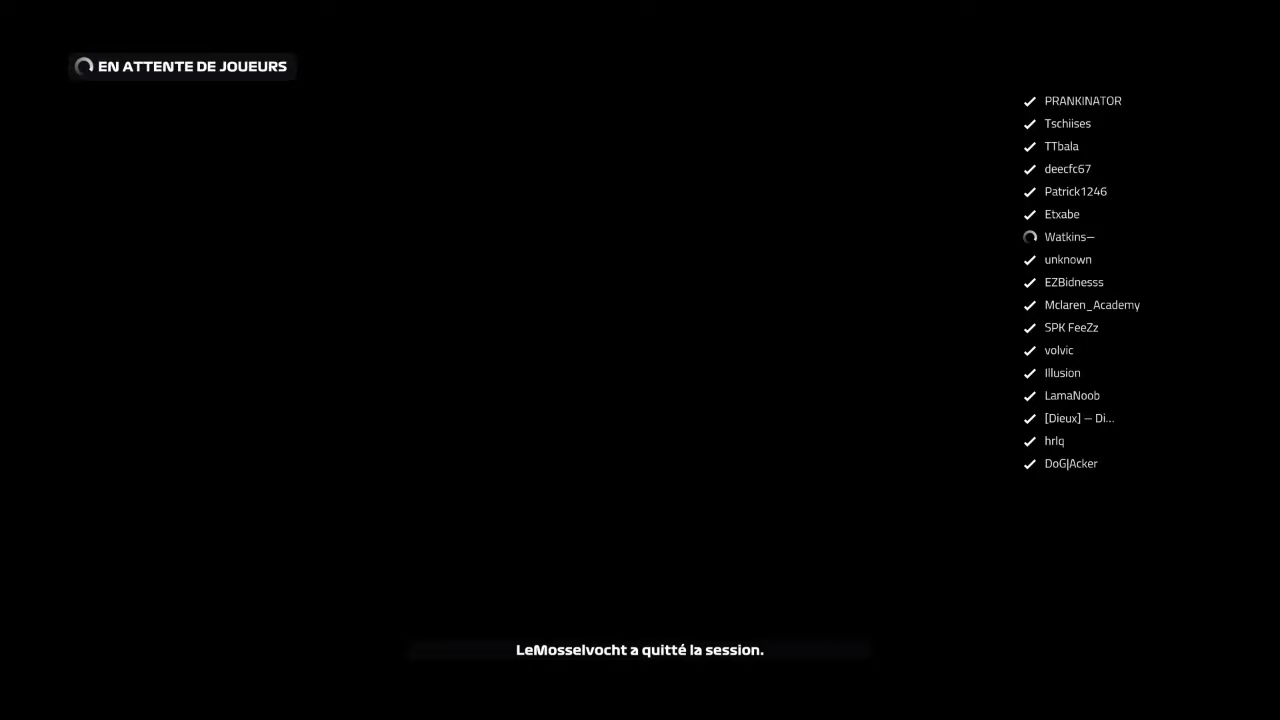 EN ATTENTE DE JOUEURS
PRANKINATOR
Tschiises
TTbala
deecfc67
Patrick1246
Etxabe
Watkins—
unknown
EZBidnesss
Mclaren_Academy
SPK FeeZz
volvic
Illusion
LamaNoob
[Dieux] — Di...
hrlq
DoG|Acker
LeMosselvocht a quitté la session.